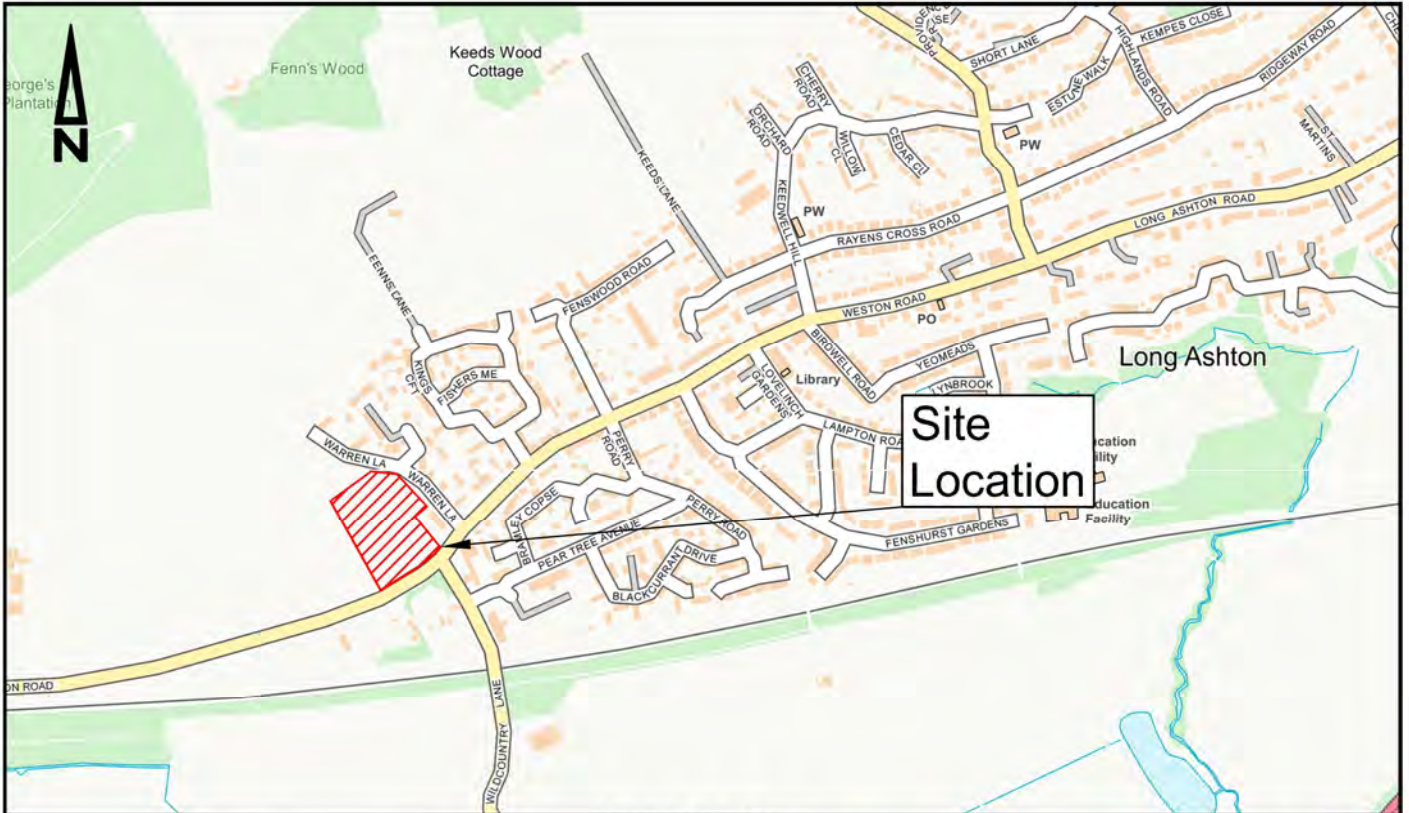 Keeds Wood
Cottage
Fenn's Wood
eorge's
Plantation
N
PROVIDENCE
SHORT LANE
KEMPES CLOSE
HIGHLANDS ROAD
ESTUNE WALK
RIDGEWAY ROAD
CHERRY
ROAD
ORCHARD
ROAD
WILLOW
CL
CEDAR CL
PW
ST
MARTINS
KEEDS LANE
KEEDWELL HILL
PW
RAYENS CROSS ROAD
LONG ASHTON ROAD
FENNS LANE
FENSWOOD ROAD
WESTON ROAD
PO
BIRDWELL ROAD
YEOMEADS
LYNBROOK
Long Ashton
KINGS
CFT
FISHERS ME
Library
LOVELINCH
GARDENS
LAMPTON ROA
Site
Location
ucation
ility
ducation
Facility
WARREN LA
WARREN LA
PERRY
ROAD
BRAMLEY COPSE
PEAR TREE AVENUE
PERRY ROAD
FENSHURST GARDENS
BLACKCURRANT DRIVE
ON ROAD
WILDCOUNTRY LANE